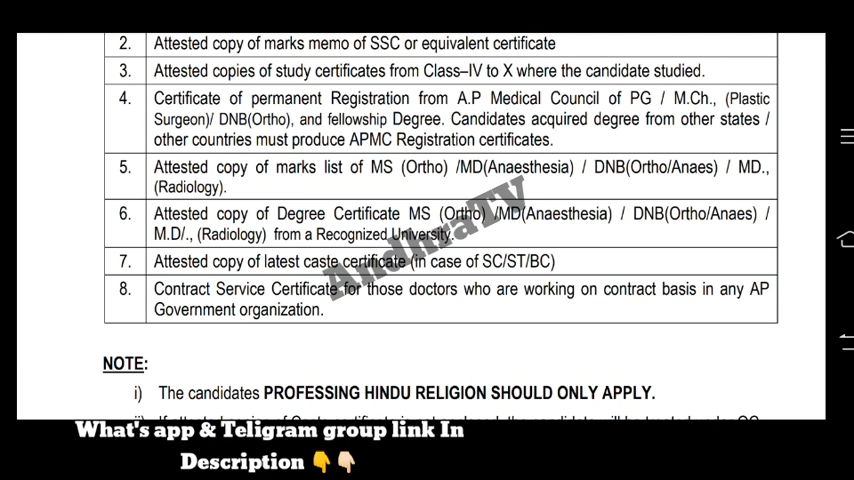 2. Attested copy of marks memo of SSC or equivalent certificate
3. Attested copies of study certificates from Class–IV to X where the candidate studied.
4. Certificate of permanent Registration from A.P Medical Council of PG / M.Ch., (Plastic
Surgeon)/ DNB(Ortho), and fellowship Degree. Candidates acquired degree from other states /
other countries must produce APMC Registration certificates.
5. Attested copy of marks list of MS (Ortho) /MD(Anaesthesia) / DNB(Ortho/Anaes) / MD.,
(Radiology).
6. Attested copy of Degree Certificate MS (Ortho) /MD(Anaesthesia) / DNB(Ortho/Anaes) /
M.D/., (Radiology) from a Recognized University.
7. Attested copy of latest caste certificate (in case of SC/ST/BC)
8. Contract Service Certificate for those doctors who are working on contract basis in any AP
Government organization.
AndhraTv
NOTE:
i) The candidates PROFESSING HINDU RELIGION SHOULD ONLY APPLY.
What's app & Teligram group link In
Description 👇👇🏻